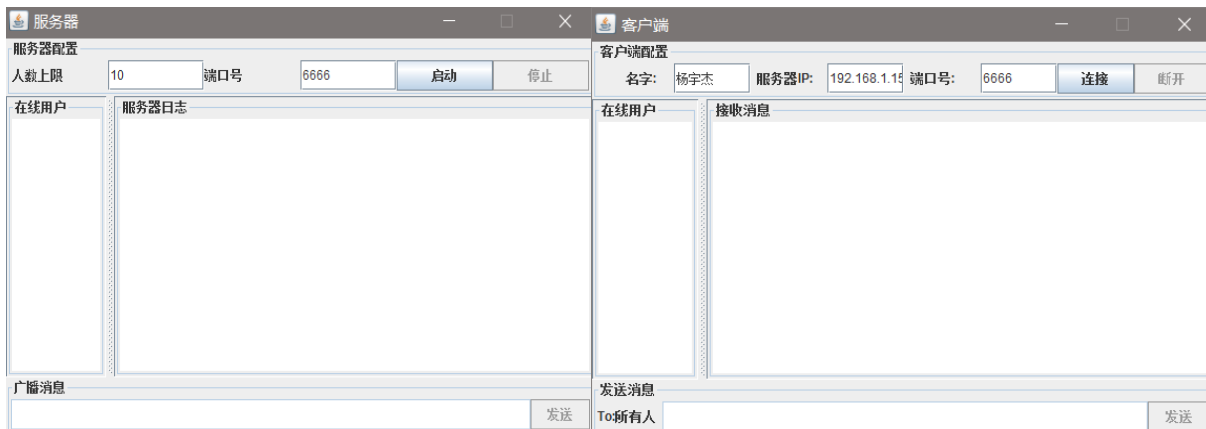 服务器
服务器配置
人数上限 10 端口号 6666 启动 停止
在线用户 服务器日志
广播消息
发送
客户端
客户端配置
名字: 杨宇杰 服务器IP: 192.168.1.15 端口号: 6666 连接 断开
在线用户 接收消息
发送消息
To:所有人 发送